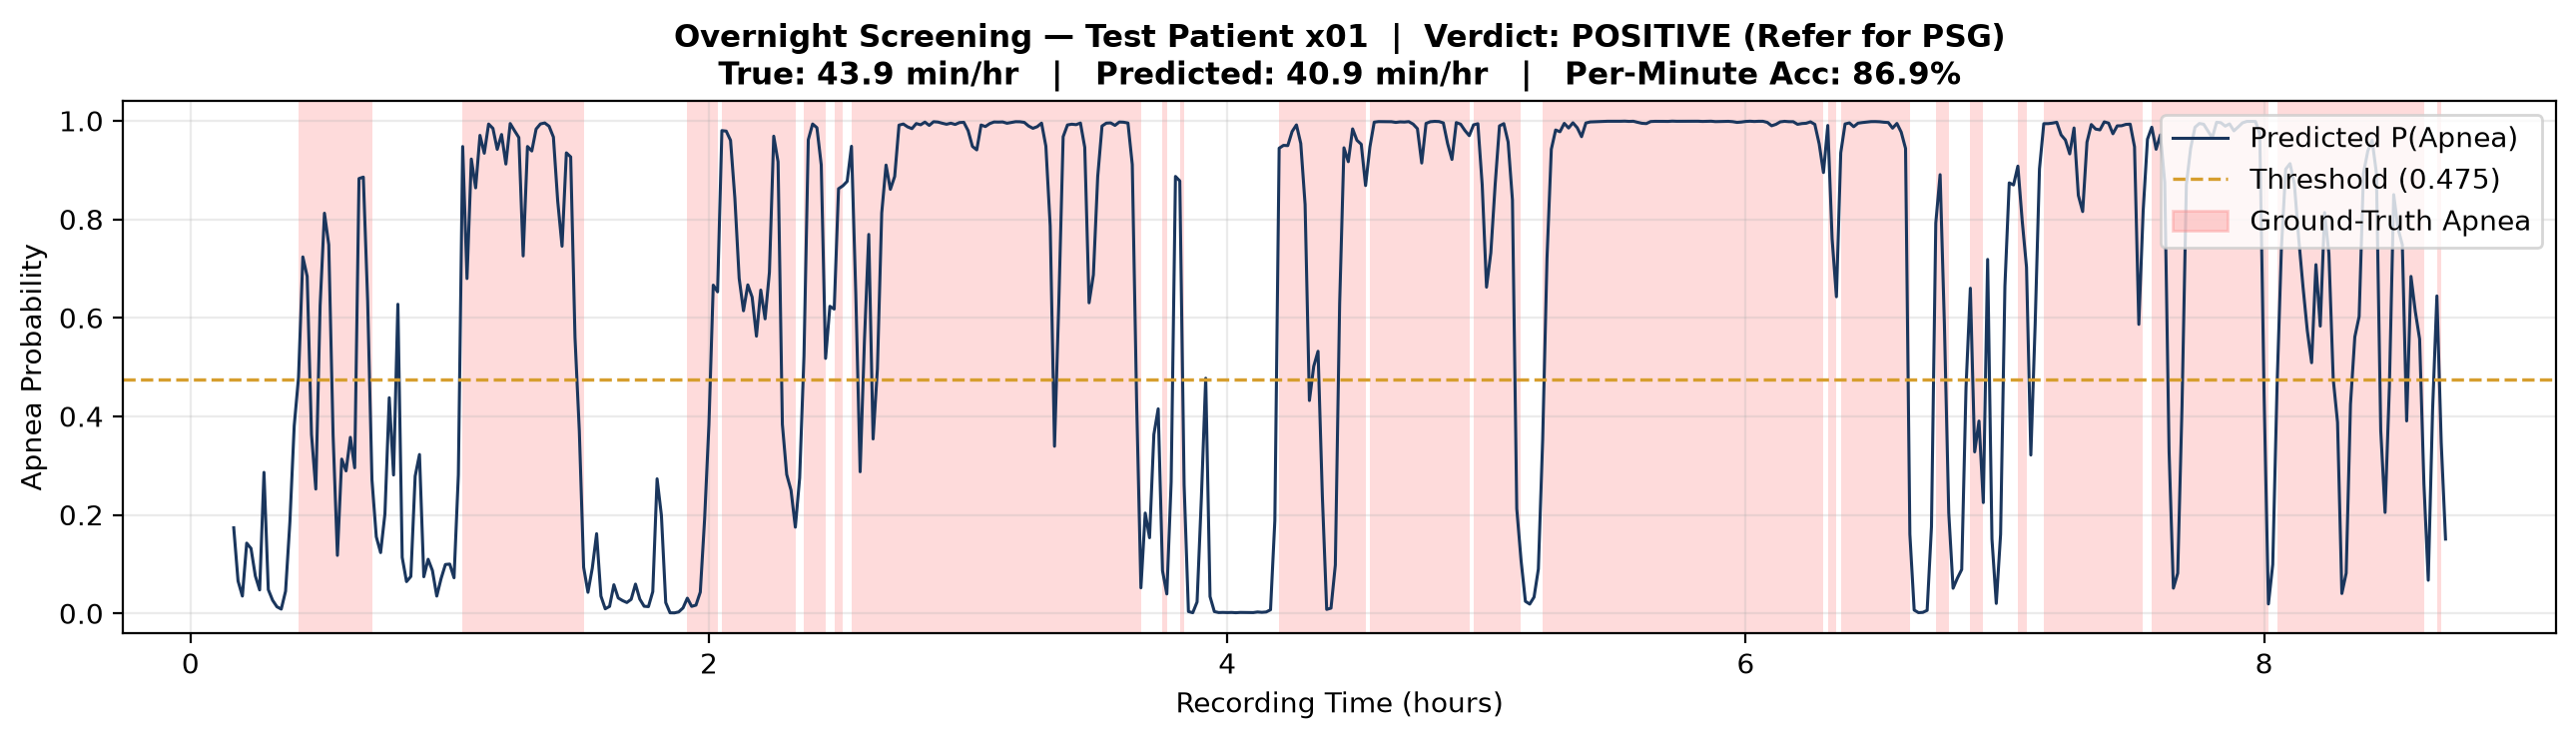 Overnight Screening — Test Patient x01 | Verdict: POSITIVE (Refer for PSG)
True: 43.9 min/hr | Predicted: 40.9 min/hr | Per-Minute Acc: 86.9%
Apnea Probability
1.0
0.8
0.6
0.4
0.2
0.0
Predicted P(Apnea)
Threshold (0.475)
Ground-Truth Apnea
0 2 4 6 8
Recording Time (hours)